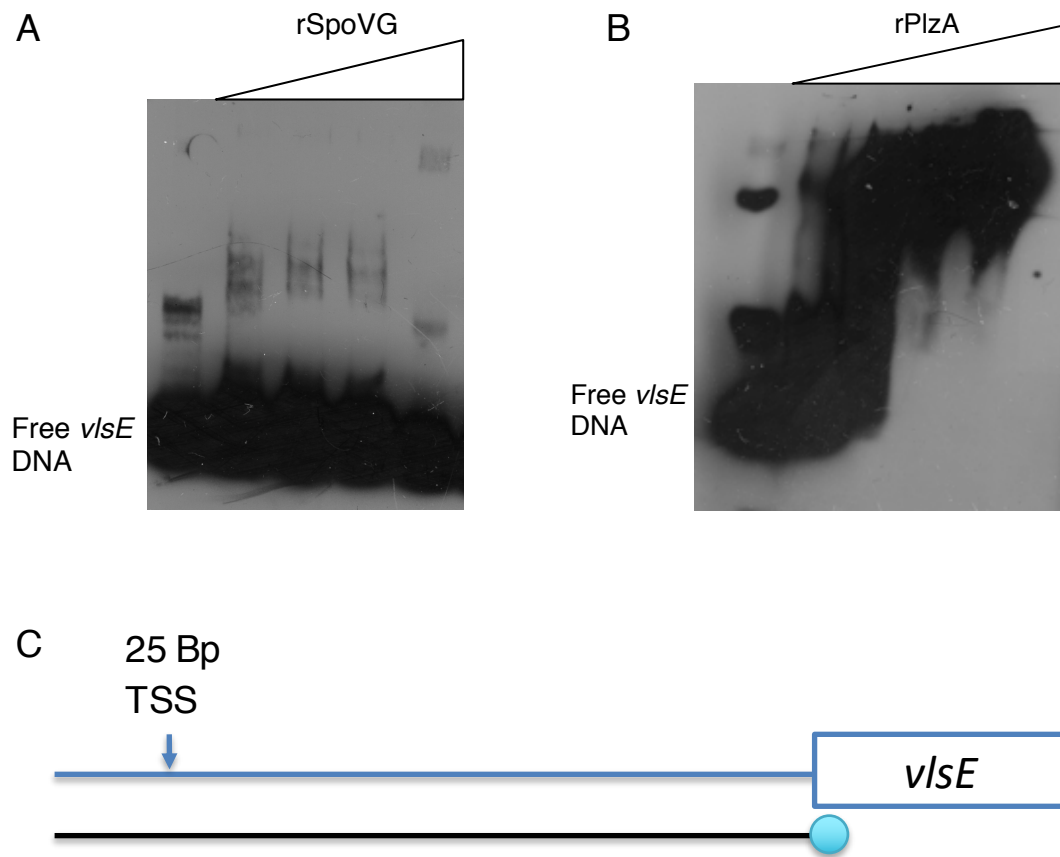 A
rSpoVG
Free vlsE
DNA
B
rPlzA
Free vlsE
DNA
C
25 Bp
TSS
vlsE